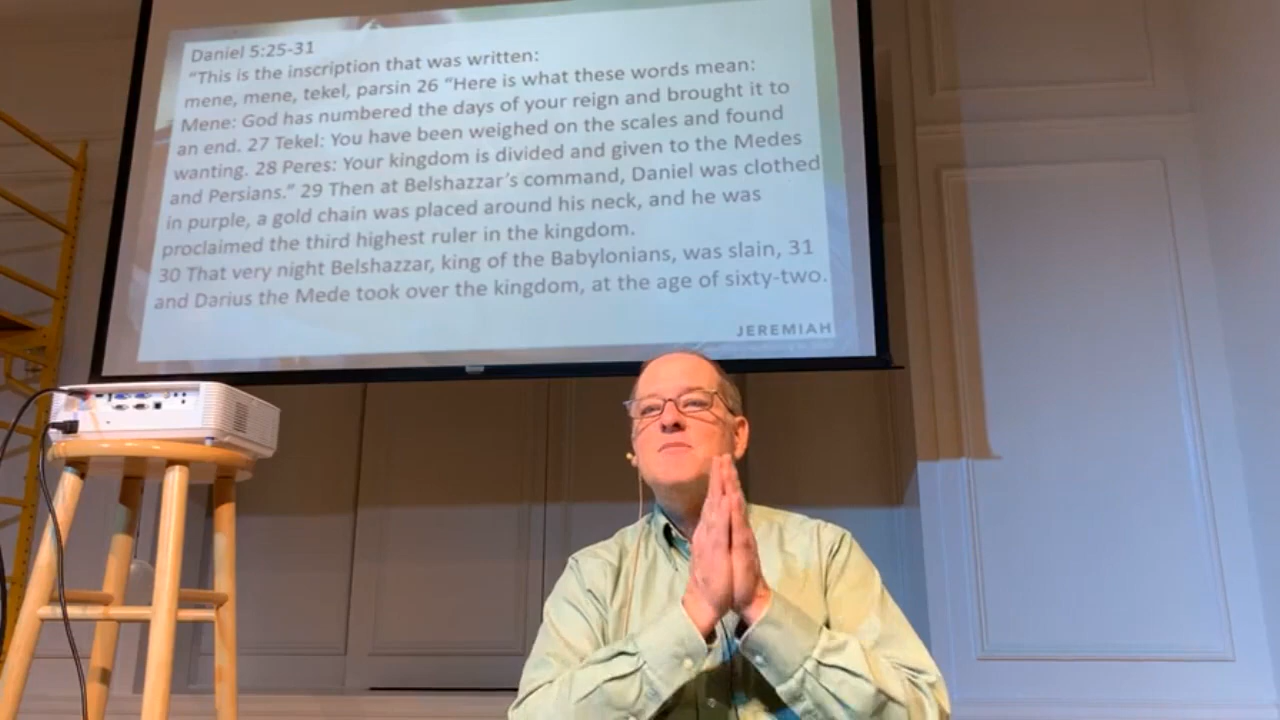 Daniel 5:25-31
“This is the inscription that was written:
mene, mene, tekel, parsin 26 “Here is what these words mean:
Mene: God has numbered the days of your reign and brought it to
an end. 27 Tekel: You have been weighed on the scales and found
wanting. 28 Peres: Your kingdom is divided and given to the Medes
and Persians.” 29 Then at Belshazzar’s command, Daniel was clothed
in purple, a gold chain was placed around his neck, and he was
proclaimed the third highest ruler in the kingdom.
30 That very night Belshazzar, king of the Babylonians, was slain, 31
and Darius the Mede took over the kingdom, at the age of sixty-two.
JEREMIAH